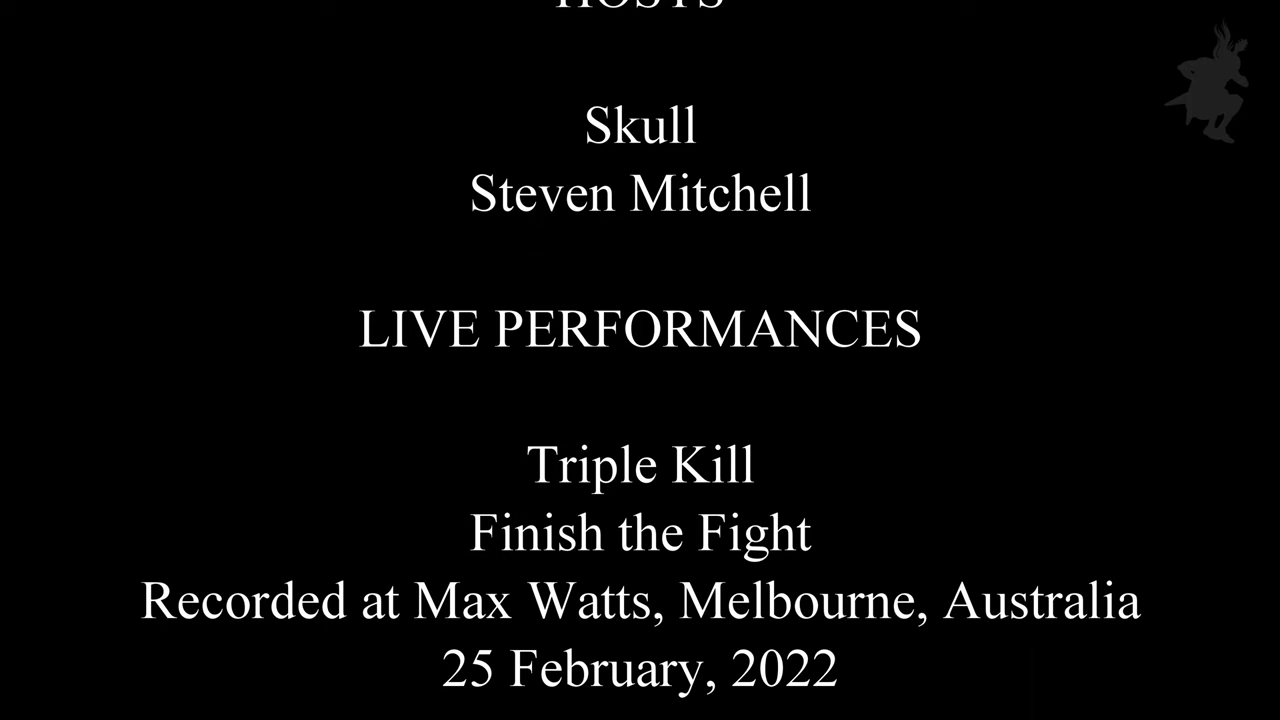 HOSTS
Skull
Steven Mitchell
LIVE PERFORMANCES
Triple Kill
Finish the Fight
Recorded at Max Watts, Melbourne, Australia
25 February, 2022